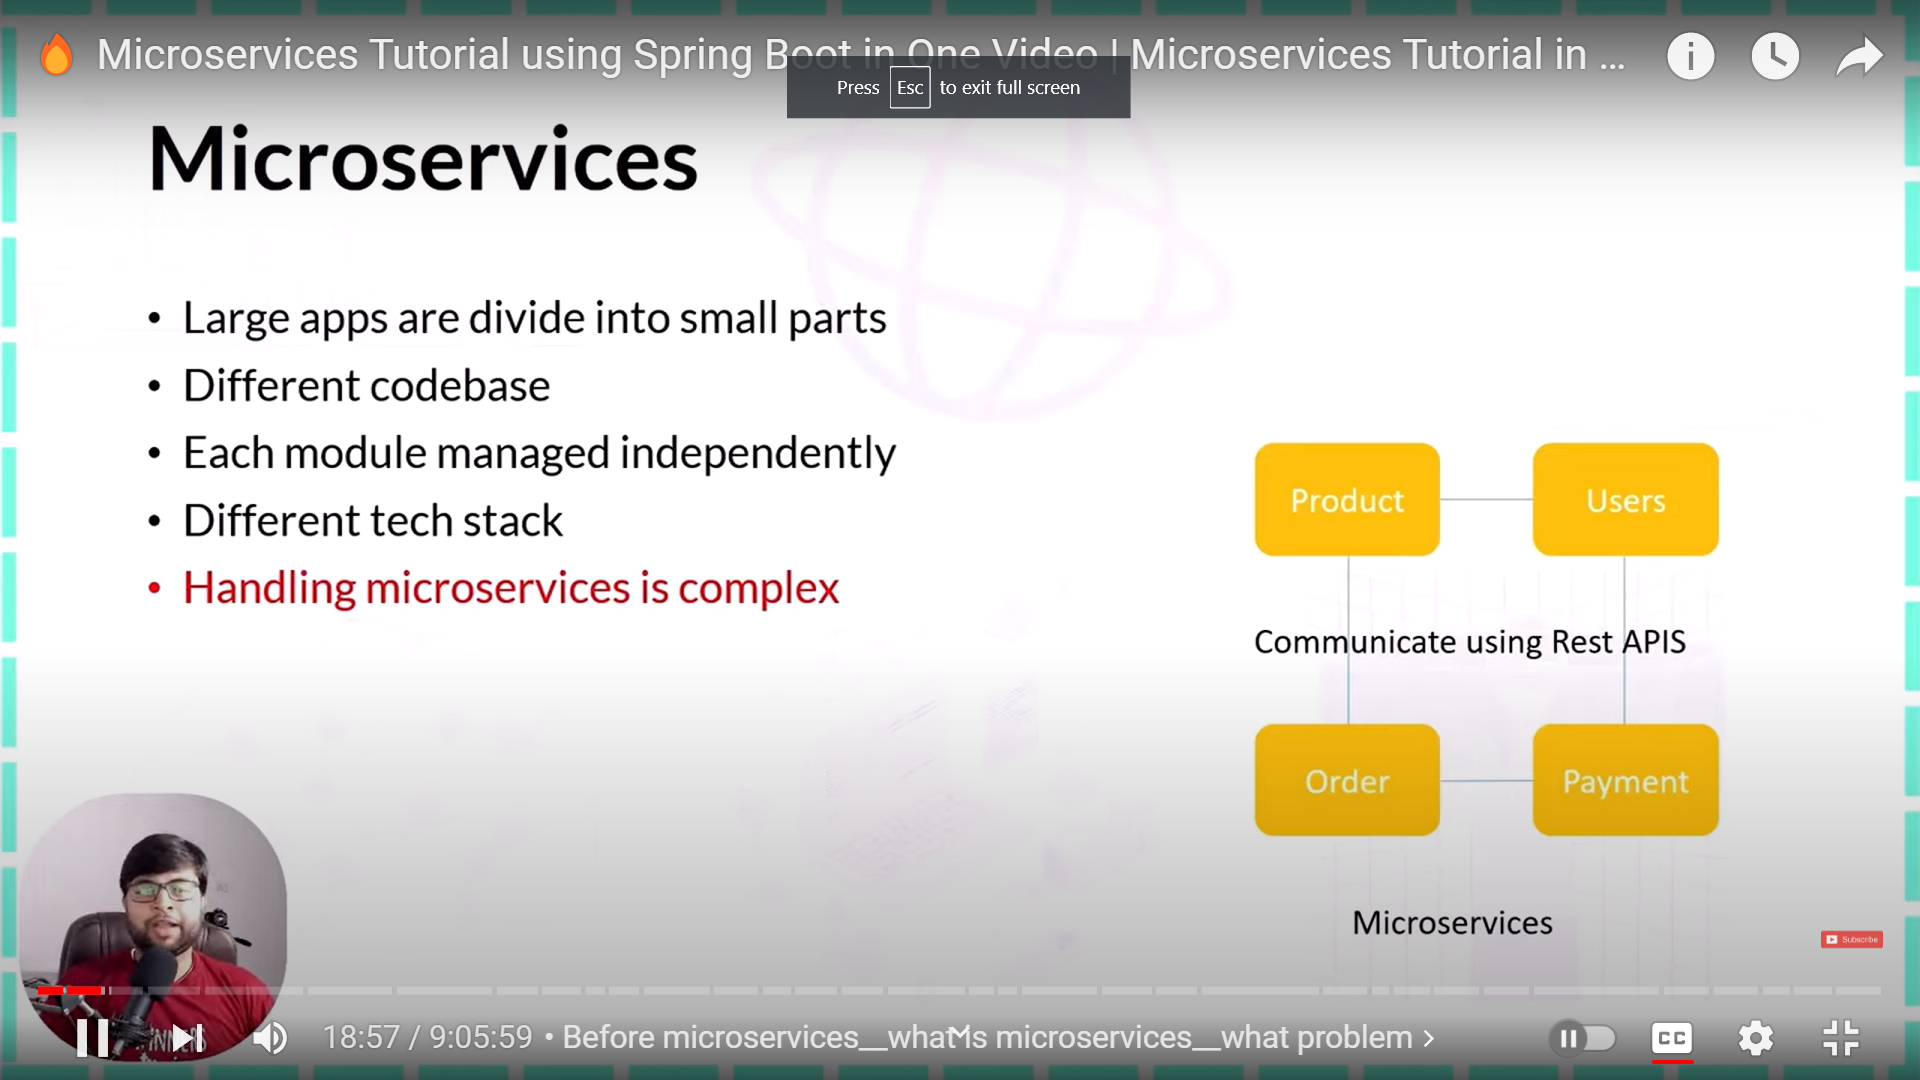 🔥 Microservices Tutorial using Spring Boot in One Video | Microservices Tutorial in ...
Press Esc to exit full screen
Microservices
• Large apps are divide into small parts
• Different codebase
• Each module managed independently
• Different tech stack
• Handling microservices is complex
Product
Users
Communicate using Rest APIS
Order
Payment
Microservices
Subscribe
18:57 / 9:05:59 • Before microservices__what is microservices__what problem >
CC